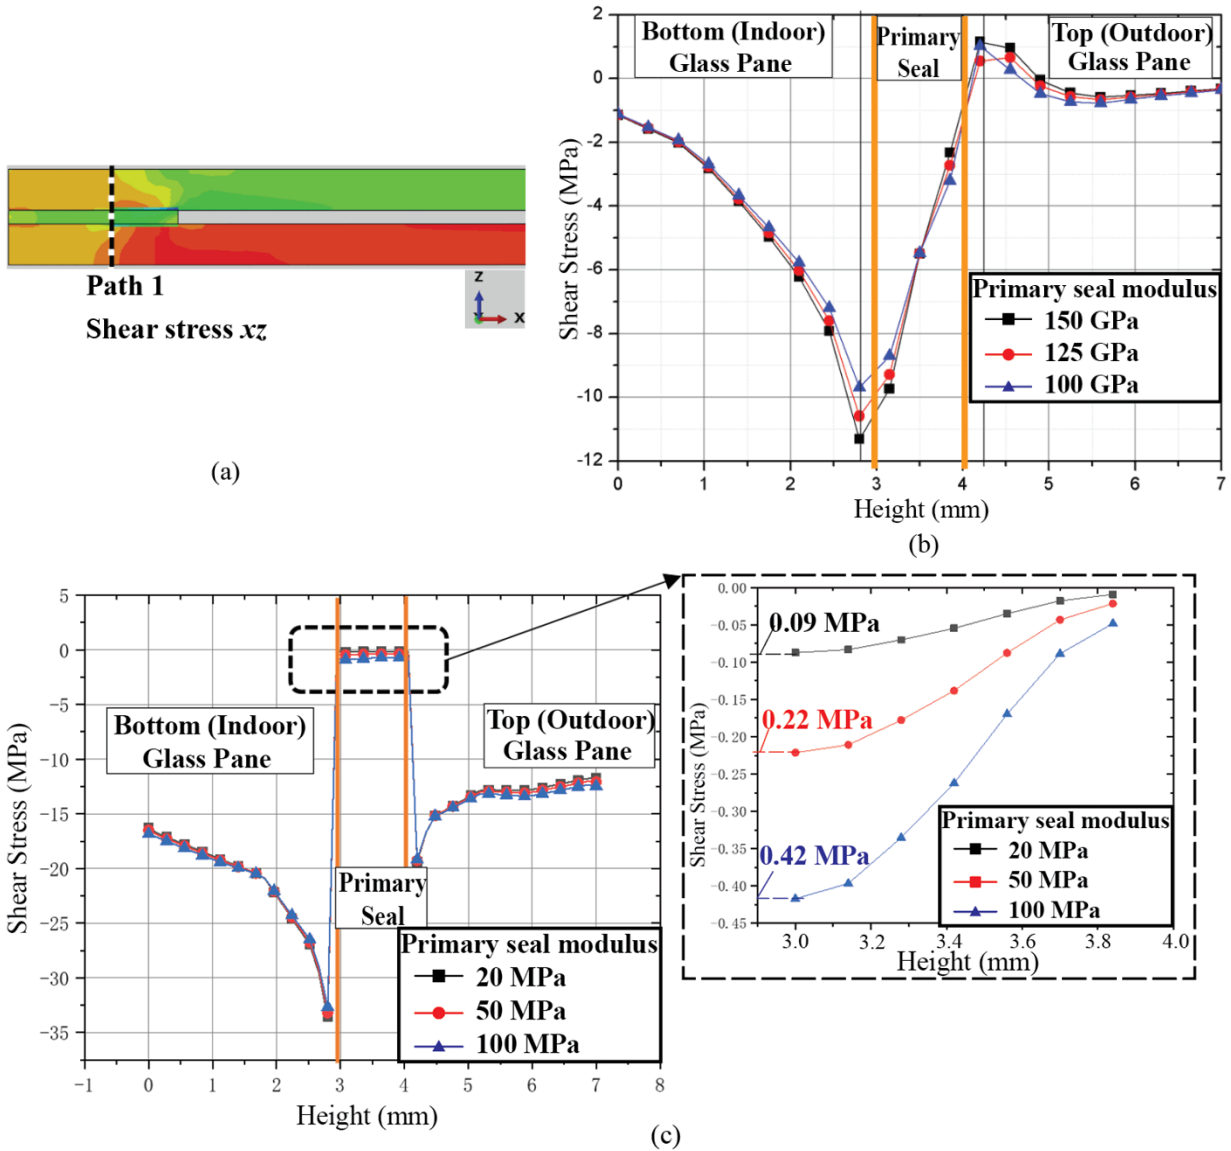 Path 1
Shear stress xz
Z
X
(a)
2
0
-2
-4
-6
-8
-10
-12
Shear Stress (MPa)
Bottom (Indoor)
Glass Pane
Primary
Seal
Top (Outdoor)
Glass Pane
Primary seal modulus
150 GPa
125 GPa
100 GPa
0 1 2 3 4 5 6 7
Height (mm)
(b)
5
0
-5
-10
-15
-20
-25
-30
-35
Shear Stress (MPa)
Bottom (Indoor)
Glass Pane
Top (Outdoor)
Glass Pane
Primary
Seal
Primary seal modulus
20 MPa
50 MPa
100 MPa
-1 0 1 2 3 4 5 6 7 8
Height (mm)
0.00
-0.05
-0.10
-0.15
-0.20
-0.25
-0.30
-0.35
-0.40
-0.45
Shear Stress (MPa)
0.09 MPa
0.22 MPa
0.42 MPa
Primary seal modulus
20 MPa
50 MPa
100 MPa
3.0 3.2 3.4 3.6 3.8 4.0
Height (mm)
(c)